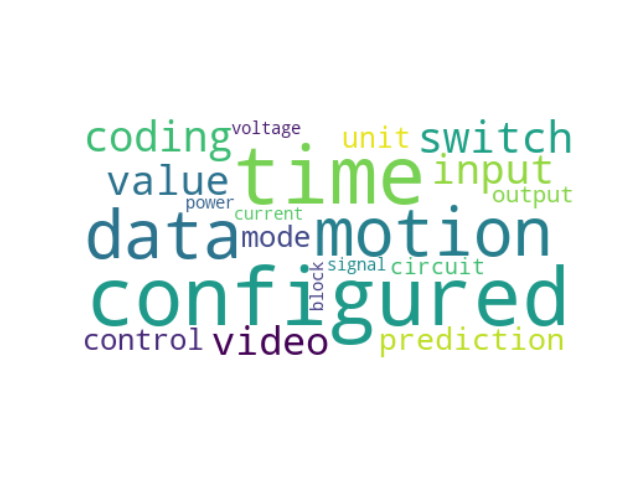 coding voltage unit switch
value time input
power current output
data mode motion
block signal circuit
configured
control video prediction